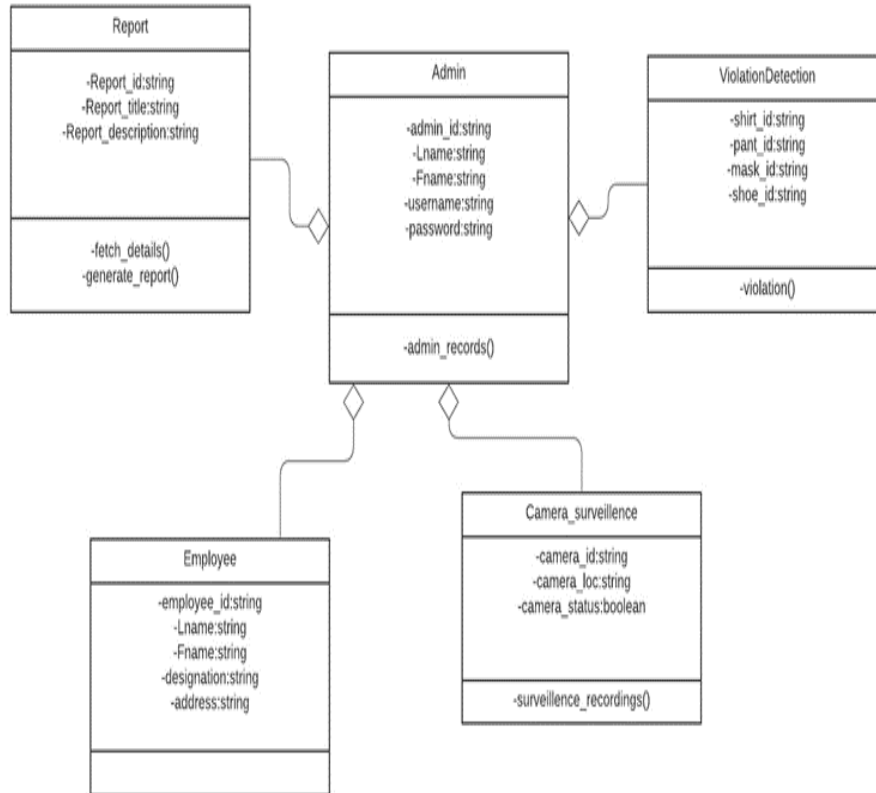 Report
-Report_id:string
-Report_title:string
-Report_description:string
-fetch_details()
-generate_report()
Admin
-admin_id:string
-Lname:string
-Fname:string
-username:string
-password:string
-admin_records()
ViolationDetection
-shirt_id:string
-pant_id:string
-mask_id:string
-shoe_id:string
-violation()
Employee
-employee_id:string
-Lname:string
-Fname:string
-designation:string
-address:string
Camera_surveillence
-camera_id:string
-camera_loc:string
-camera_status:boolean
-surveillence_recordings()